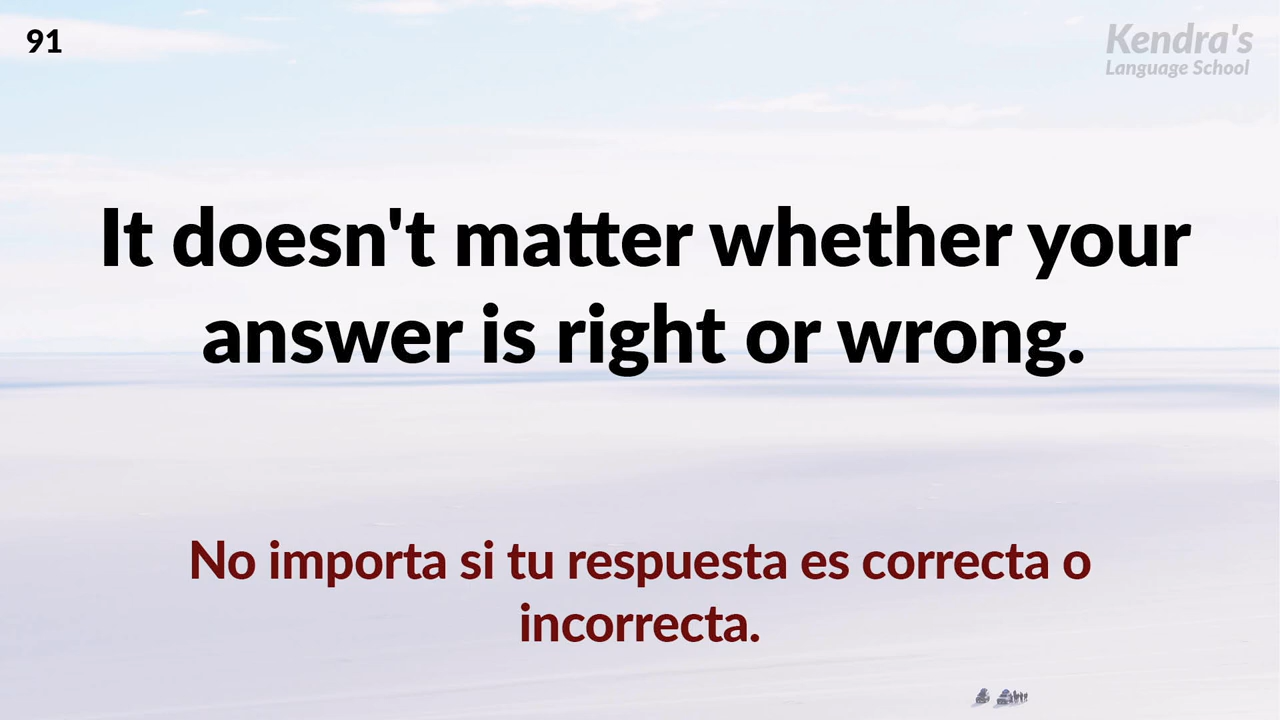 91
Kendra's
Language School
It doesn't matter whether your
answer is right or wrong.
No importa si tu respuesta es correcta o
incorrecta.